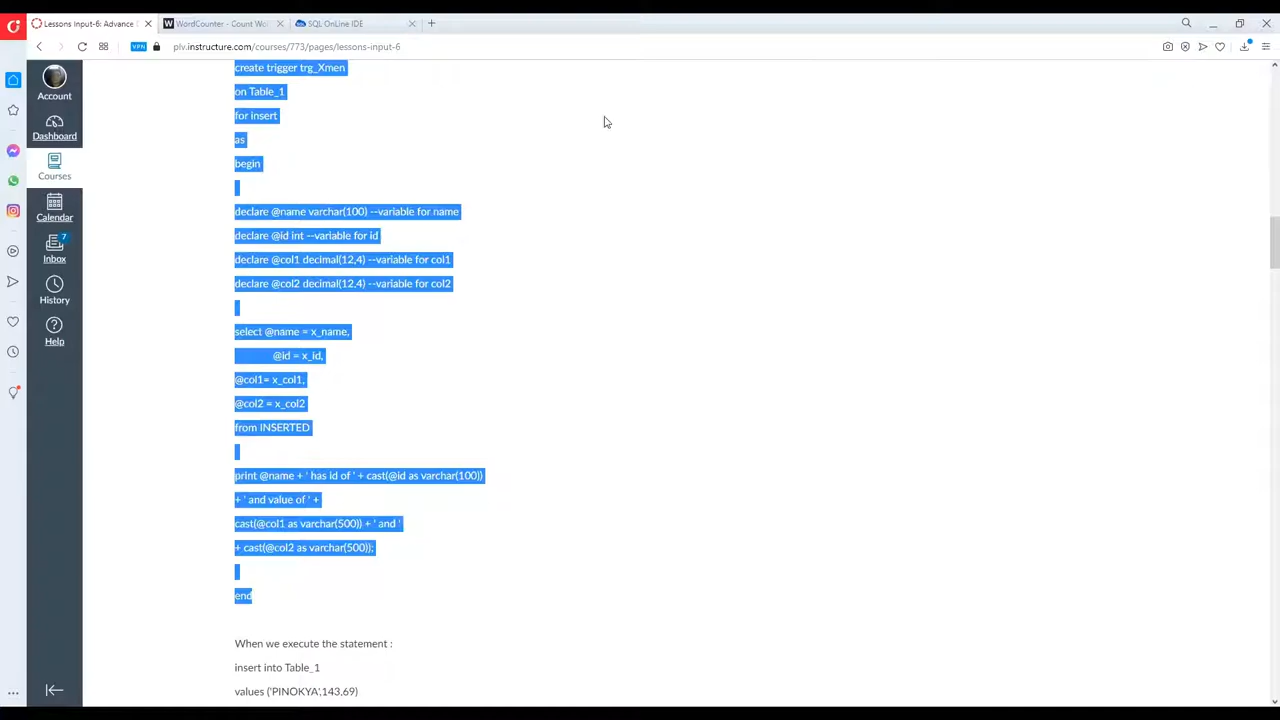 Lessons Input-6: Advance
WordCounter - Count Wo
SQL OnLine IDE
VPN
plv.instructure.com/courses/773/pages/lessons-input-6
Account
Dashboard
Courses
Calendar
7
Inbox
History
Help
create trigger trg_Xmen
on Table_1
for insert
as
begin
declare @name varchar(100) --variable for name
declare @id int --variable for id
declare @col1 decimal(12,4) --variable for col1
declare @col2 decimal(12,4) --variable for col2
select @name = x_name,
@id = x_id,
@col1= x_col1,
@col2 = x_col2
from INSERTED
print @name + ' has id of ' + cast(@id as varchar(100))
+ ' and value of ' +
cast(@col1 as varchar(500)) + ' and '
+ cast(@col2 as varchar(500));
end
When we execute the statement :
insert into Table_1
values ('PINOKYA',143,69)